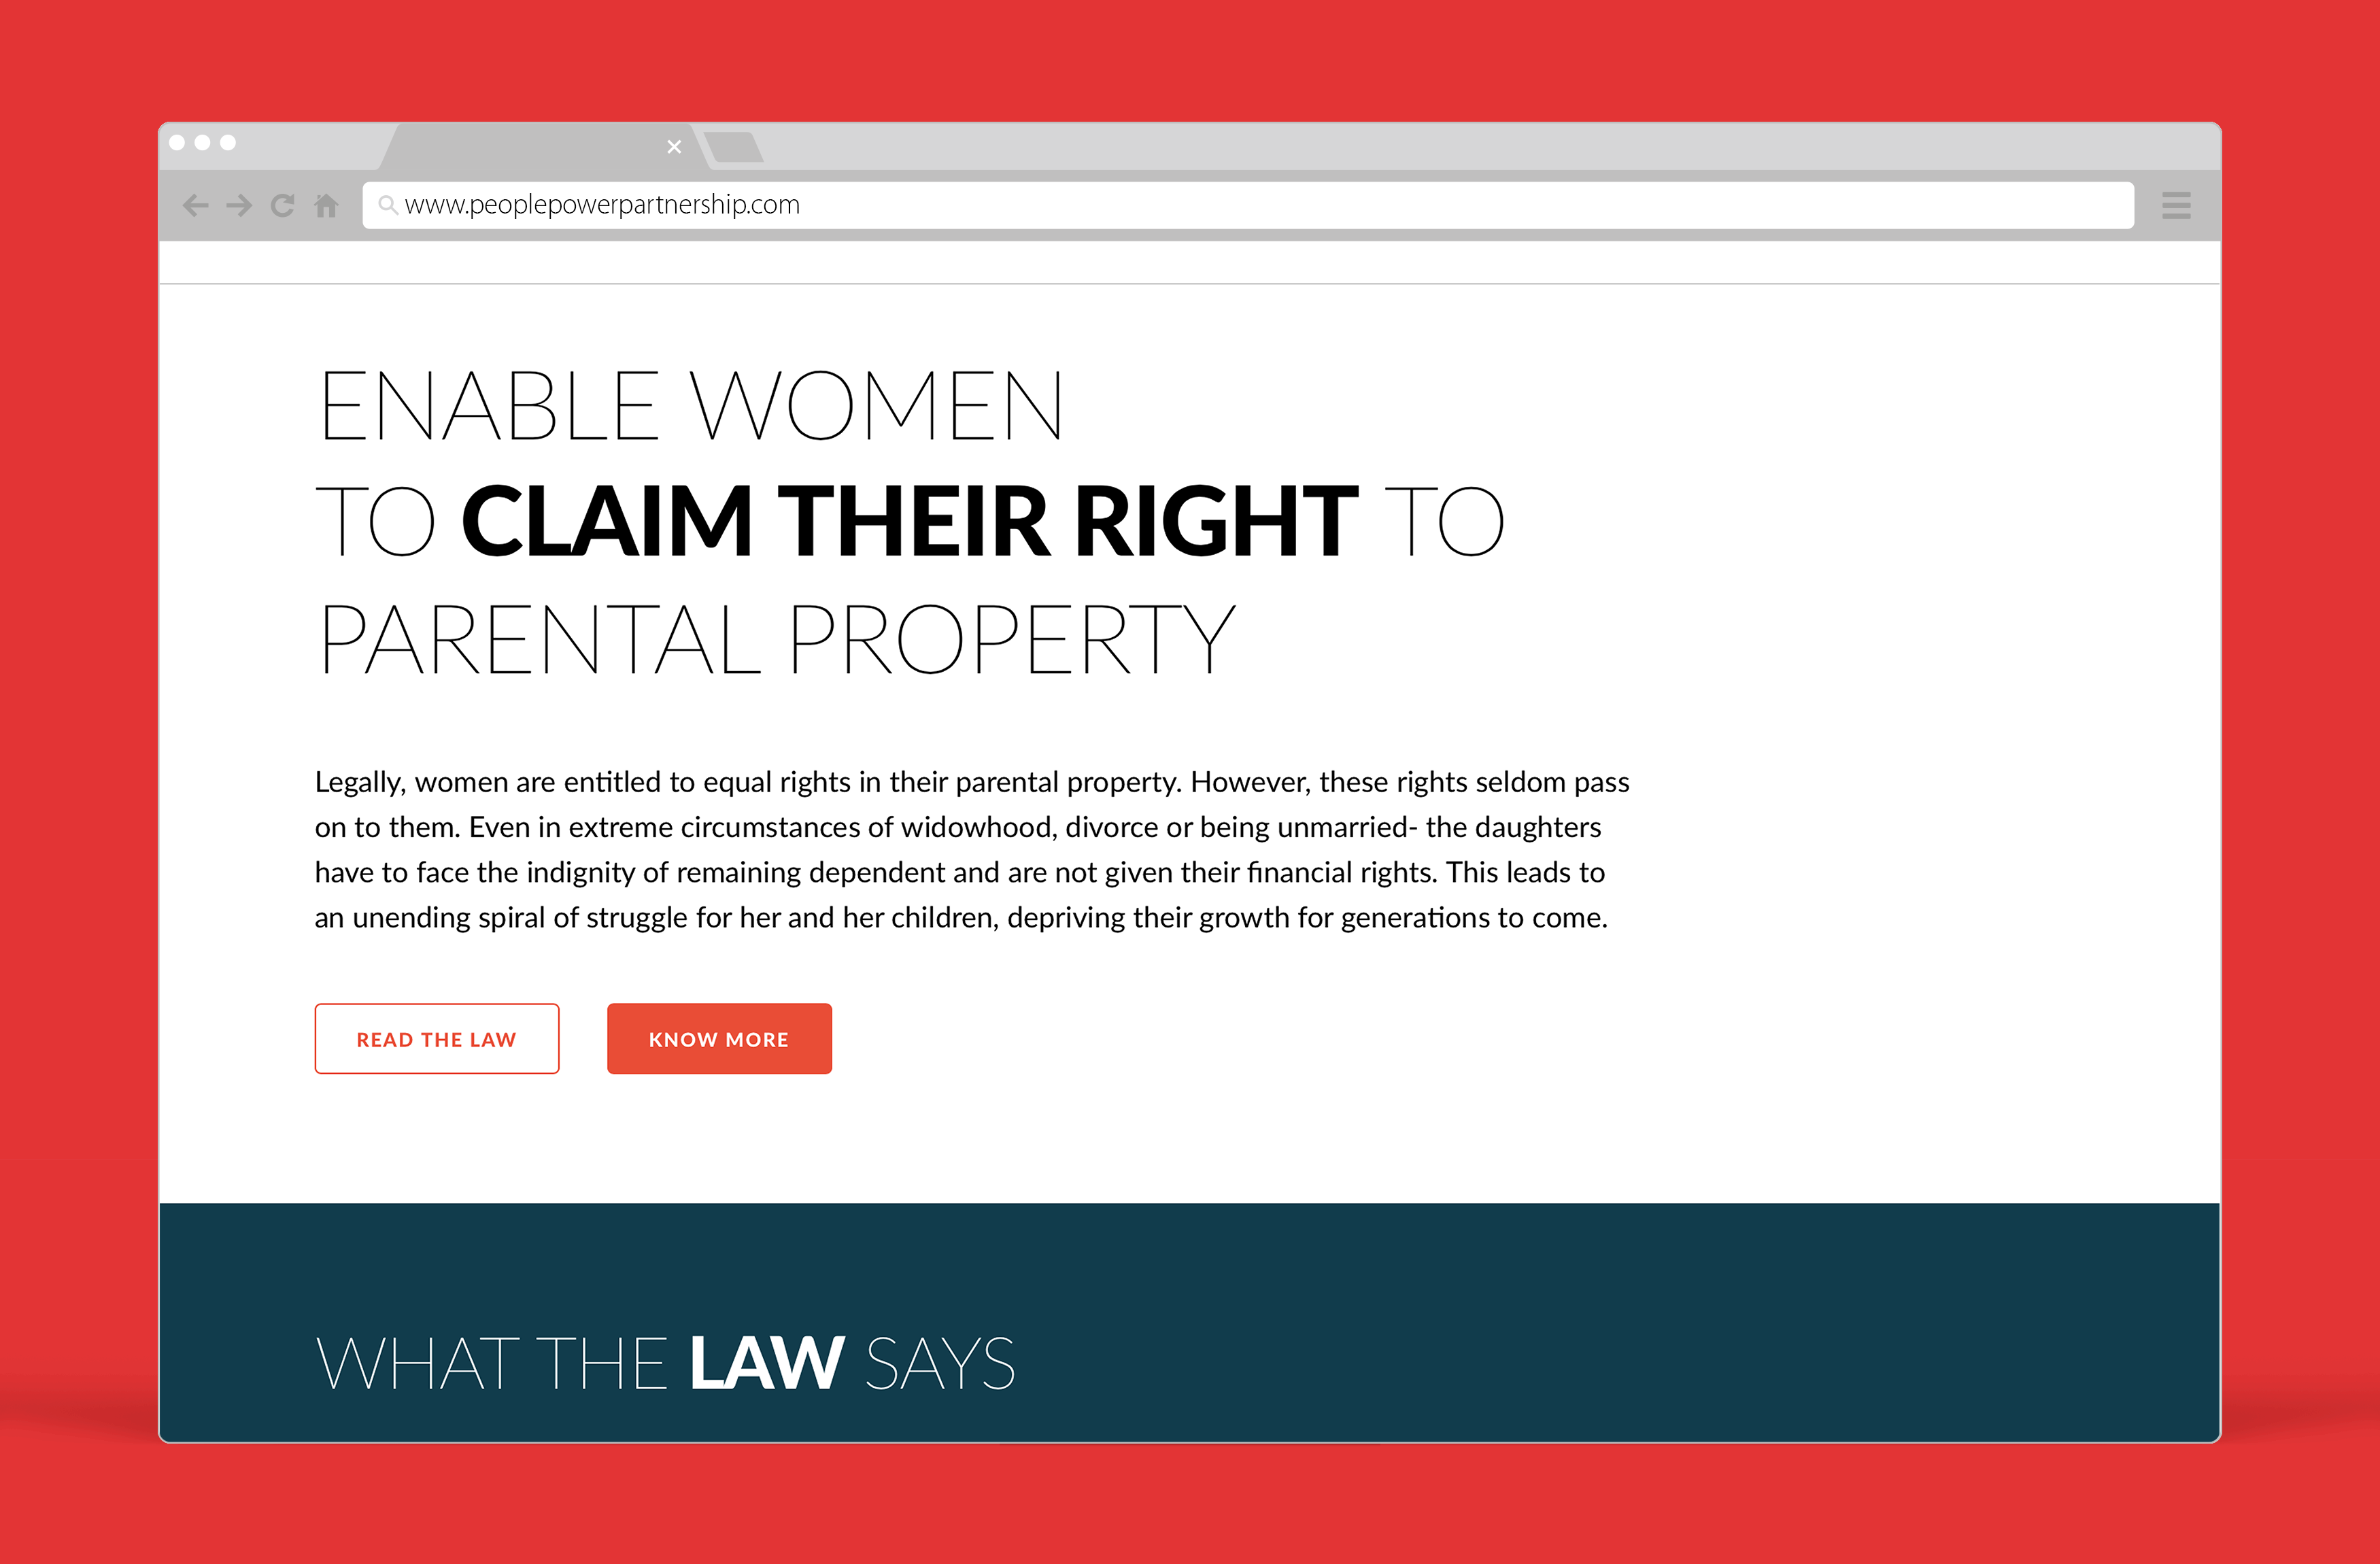 www.peoplepowerpartnership.com
ENABLE WOMEN
TO CLAIM THEIR RIGHT TO
PARENTAL PROPERTY
Legally, women are entitled to equal rights in their parental property. However, these rights seldom pass
on to them. Even in extreme circumstances of widowhood, divorce or being unmarried- the daughters
have to face the indignity of remaining dependent and are not given their financial rights. This leads to
an unending spiral of struggle for her and her children, depriving their growth for generations to come.
READ THE LAW
KNOW MORE
WHAT THE LAW SAYS